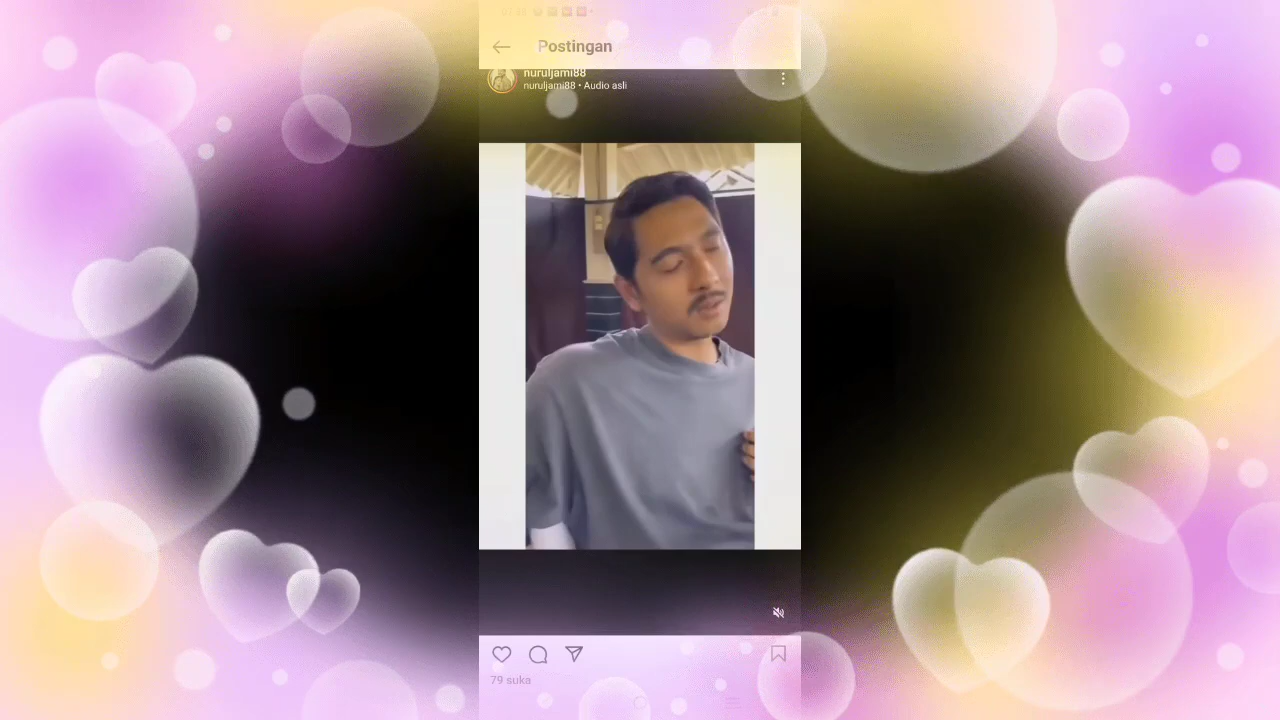 Postingan
nuruljami88
nuruljami88 • Audio asli
79 suka